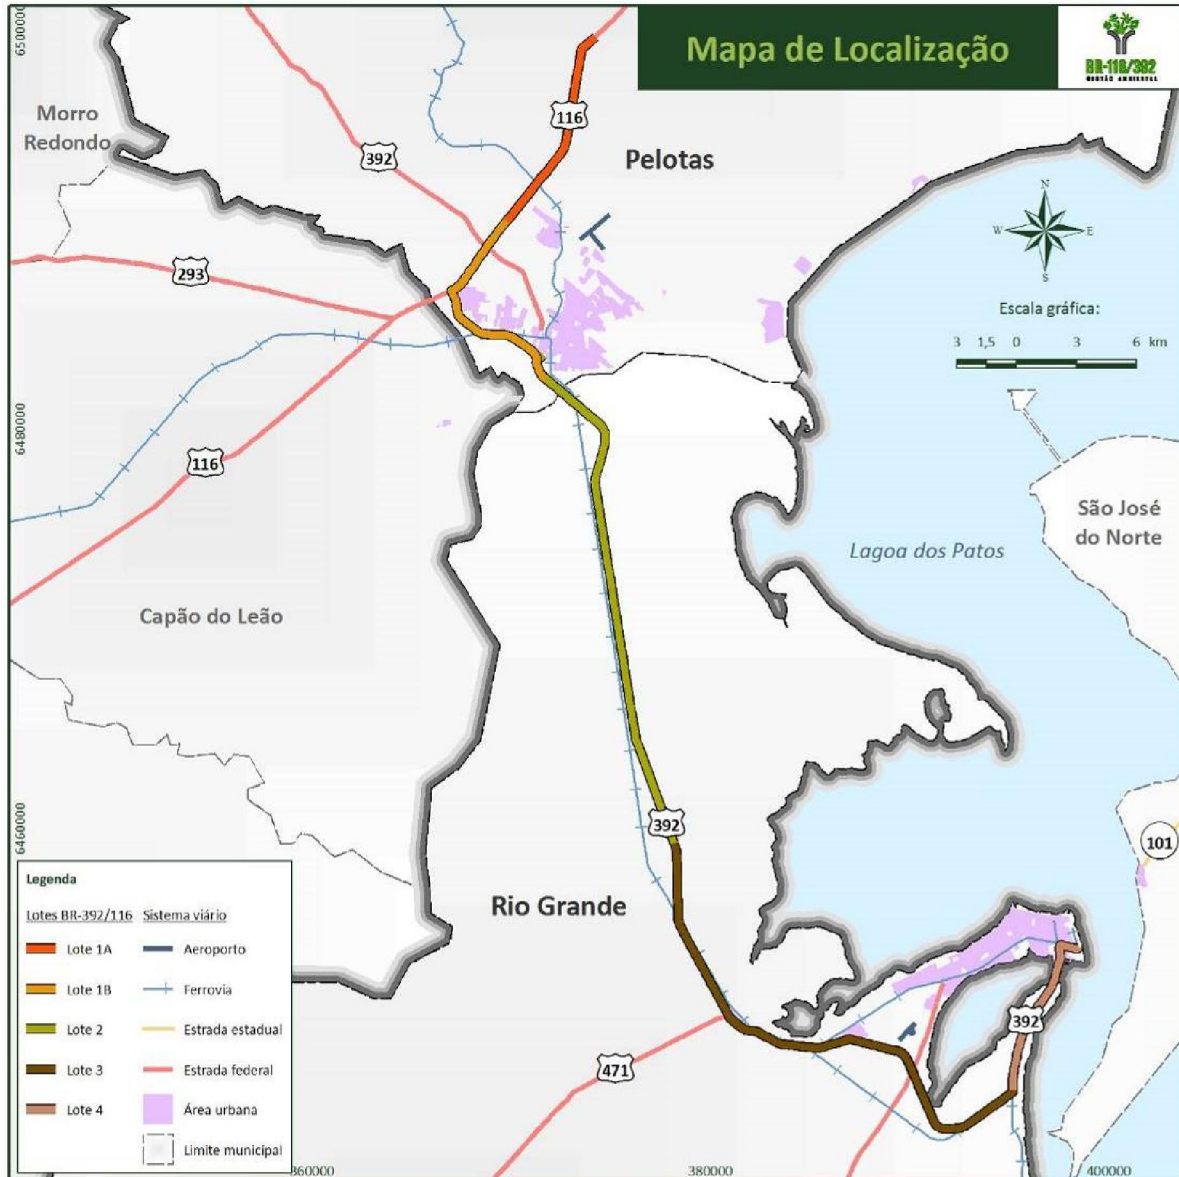 Mapa de Localização
BR-116/392
GESTÃO AMBIENTAL
6500000
Morro
Redondo
116
392
Pelotas
N
W E
S
293
Escala gráfica:
3 1,5 0 3 6 km
6480000
116
São José
do Norte
Lagoa dos Patos
Capão do Leão
392
101
6460000
Rio Grande
392
471
Legenda
Lotes BR-392/116 Sistema viário
Lote 1A Aeroporto
Lote 1B Ferrovia
Lote 2 Estrada estadual
Lote 3 Estrada federal
Lote 4 Área urbana
Limite municipal
360000 380000 400000